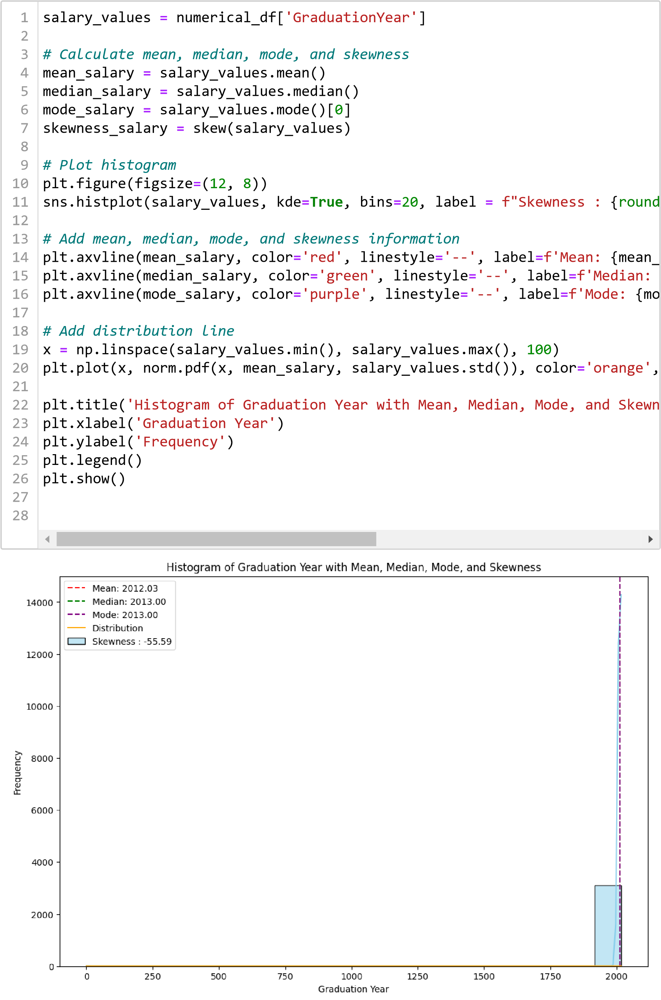 1 salary_values = numerical_df['GraduationYear']
2
3 # Calculate mean, median, mode, and skewness
4 mean_salary = salary_values.mean()
5 median_salary = salary_values.median()
6 mode_salary = salary_values.mode()[0]
7 skewness_salary = skew(salary_values)
8
9 # Plot histogram
10 plt.figure(figsize=(12, 8))
11 sns.histplot(salary_values, kde=True, bins=20, label = f"Skewness : {round
12
13 # Add mean, median, mode, and skewness information
14 plt.axvline(mean_salary, color='red', linestyle='--', label=f'Mean: {mean_
15 plt.axvline(median_salary, color='green', linestyle='--', label=f'Median:
16 plt.axvline(mode_salary, color='purple', linestyle='--', label=f'Mode: {mo
17
18 # Add distribution line
19 x = np.linspace(salary_values.min(), salary_values.max(), 100)
20 plt.plot(x, norm.pdf(x, mean_salary, salary_values.std()), color='orange',
21
22 plt.title('Histogram of Graduation Year with Mean, Median, Mode, and Skewn
23 plt.xlabel('Graduation Year')
24 plt.ylabel('Frequency')
25 plt.legend()
26 plt.show()
27
28
Histogram of Graduation Year with Mean, Median, Mode, and Skewness
Mean: 2012.03
Median: 2013.00
Mode: 2013.00
Distribution
Skewness : -55.59
14000
12000
10000
8000
6000
4000
2000
0
Frequency
0 250 500 750 1000 1250 1500 1750 2000
Graduation Year